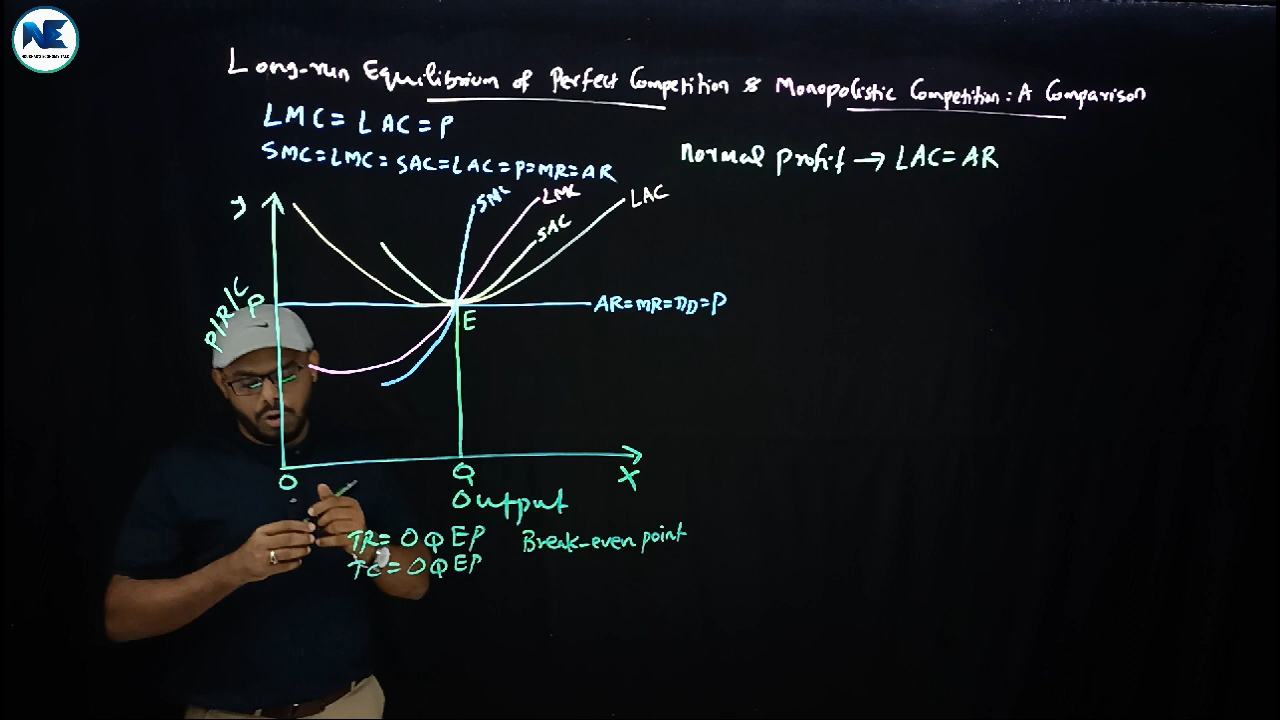 NE
Long-run Equilibrium of Perfect Competition & Monopolistic Competition: A Comparison
LMC = LAC = P
SMC = LMC = SAC = LAC = P = MR = AR
Normal profit → LAC = AR
y
SMC
LMC
SAC
LAC
P/R/C
P
AR = MR = DD = P
E
O
Q
X
Output
TR = OQEP
Break-even point
TC = OQEP